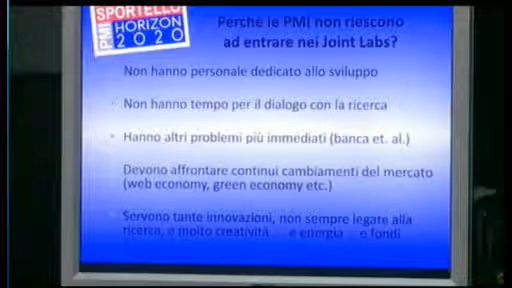 SPORTELLO
PMI
HORIZON
2020
Perché le PMI non riescono
ad entrare nei Joint Labs?
Non hanno personale dedicato allo sviluppo
Non hanno tempo per il dialogo con la ricerca
Hanno altri problemi più immediati (banca et. al.)
Devono affrontare continui cambiamenti del mercato
(web economy, green economy etc.)
Servono tante innovazioni, non sempre legate alla
ricerca, e molto creatività ... e energia ... e fondi